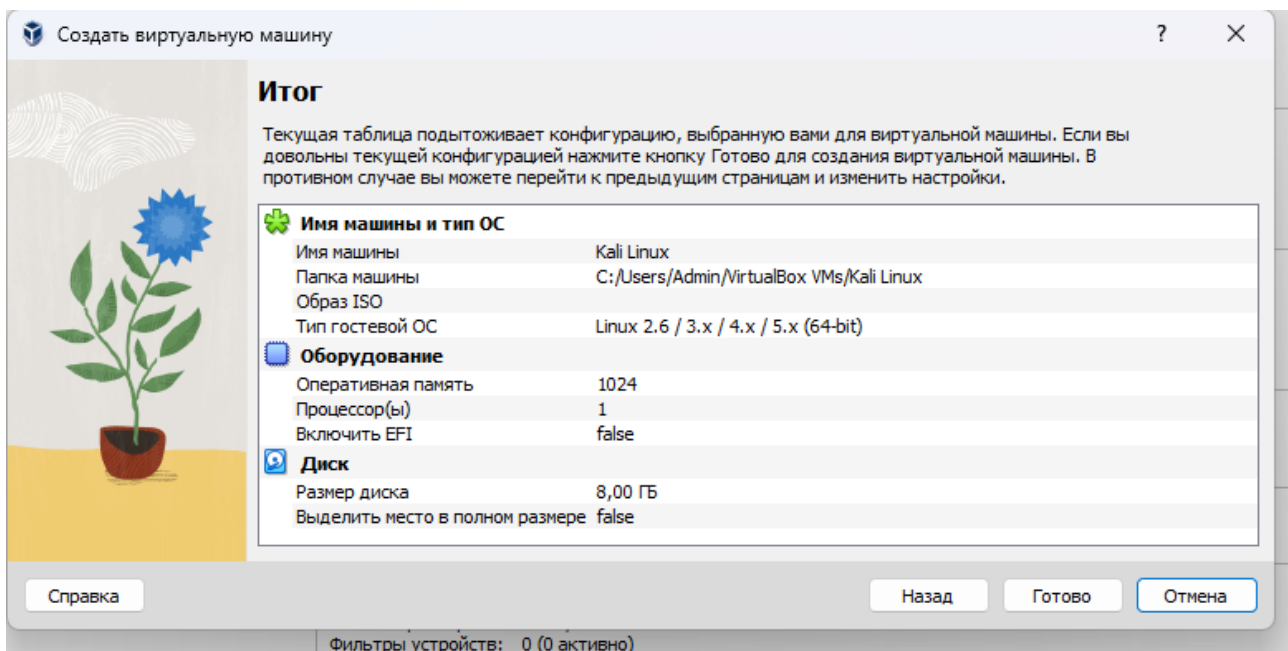 Создать виртуальную машину
?
Итог
Текущая таблица подытоживает конфигурацию, выбранную вами для виртуальной машины. Если вы
довольны текущей конфигурацией нажмите кнопку Готово для создания виртуальной машины. В
противном случае вы можете перейти к предыдущим страницам и изменить настройки.
Имя машины и тип ОС
Имя машины Kali Linux
Папка машины C:/Users/Admin/VirtualBox VMs/Kali Linux
Образ ISO
Тип гостевой ОС Linux 2.6 / 3.x / 4.x / 5.x (64-bit)
Оборудование
Оперативная память 1024
Процессор(ы) 1
Включить EFI false
Диск
Размер диска 8,00 ГБ
Выделить место в полном размере false
Справка Назад Готово Отмена
Фильтры устройств: 0 (0 активно)